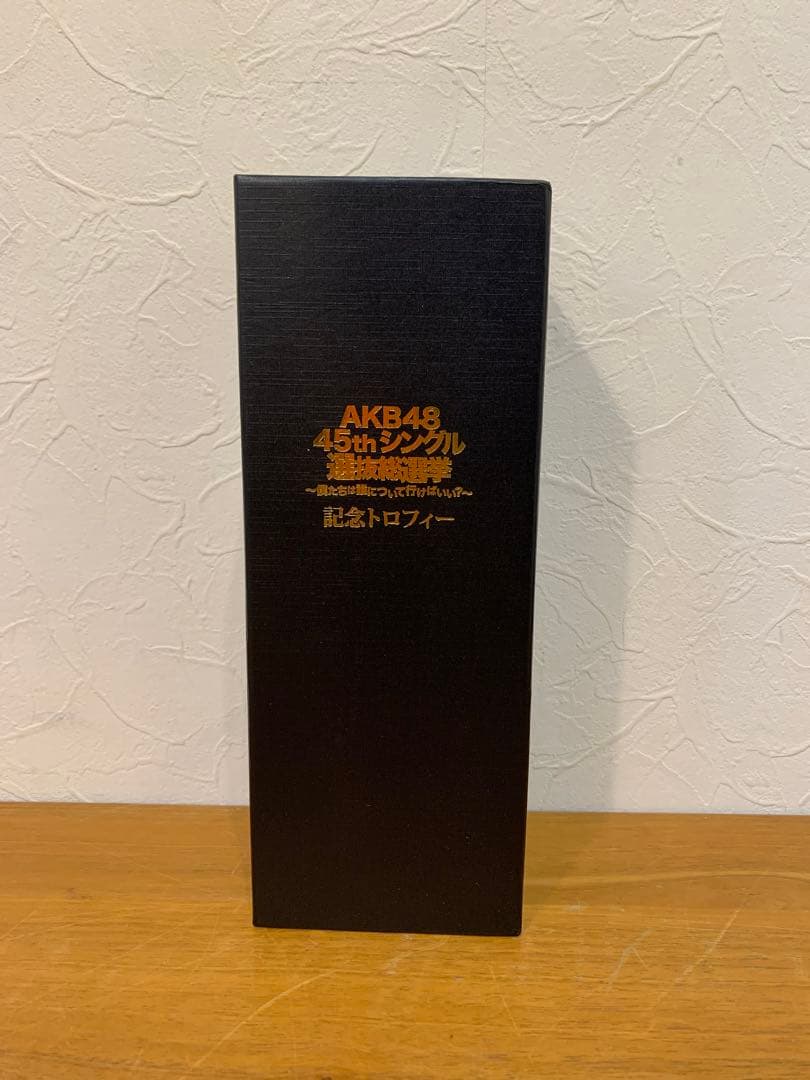 AKB48
45thシングル
選抜総選挙
~僕たちは誰について行けばいい?~
記念トロフィー